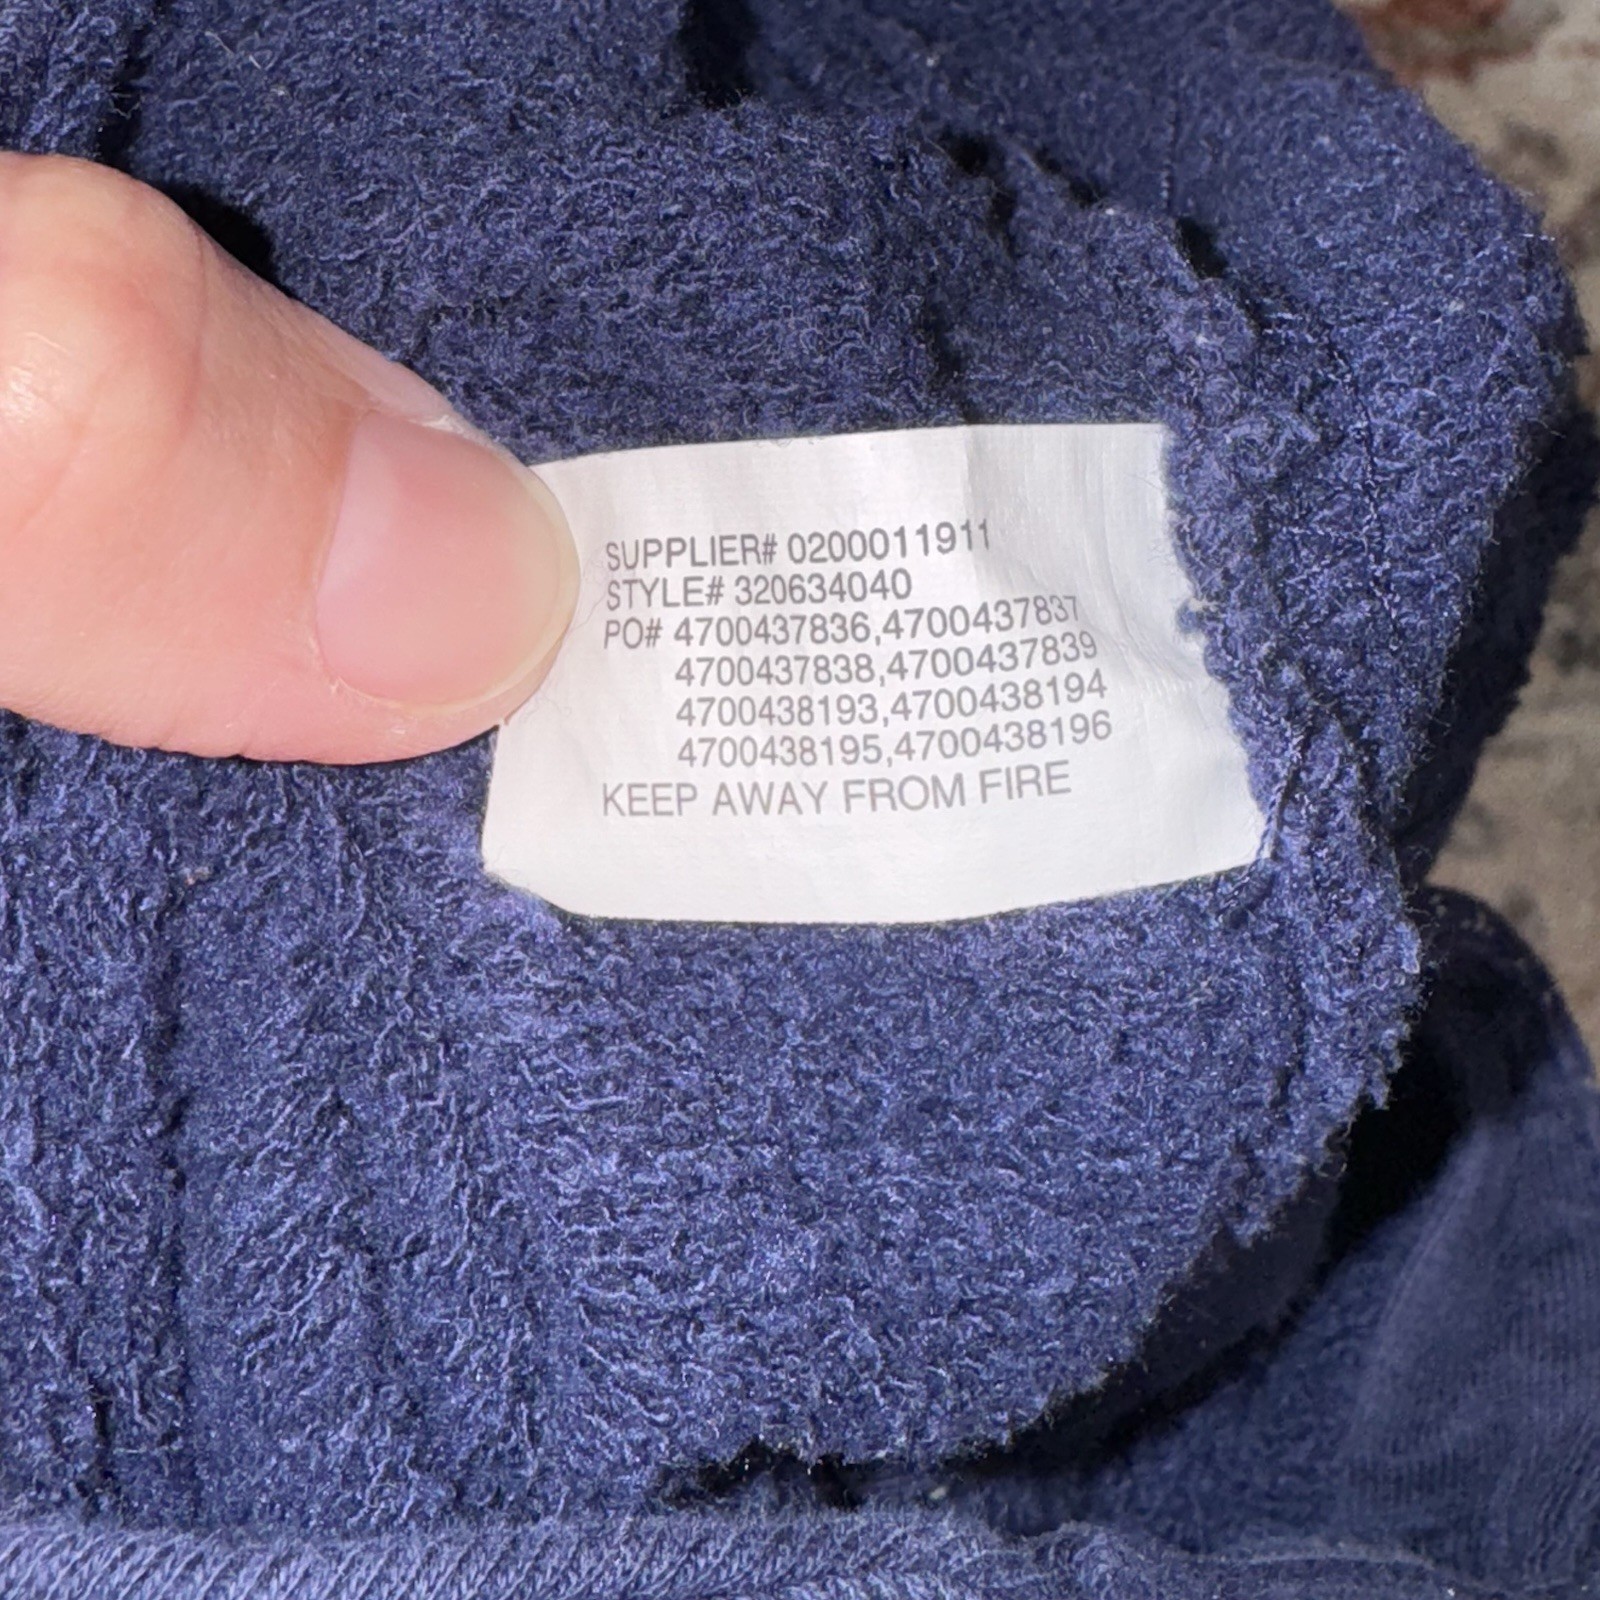 SUPPLIER# 0200011911
STYLE# 320634040
PO# 4700437836,4700437837
4700437838,4700437839
4700438193,4700438194
4700438195,4700438196
KEEP AWAY FROM FIRE